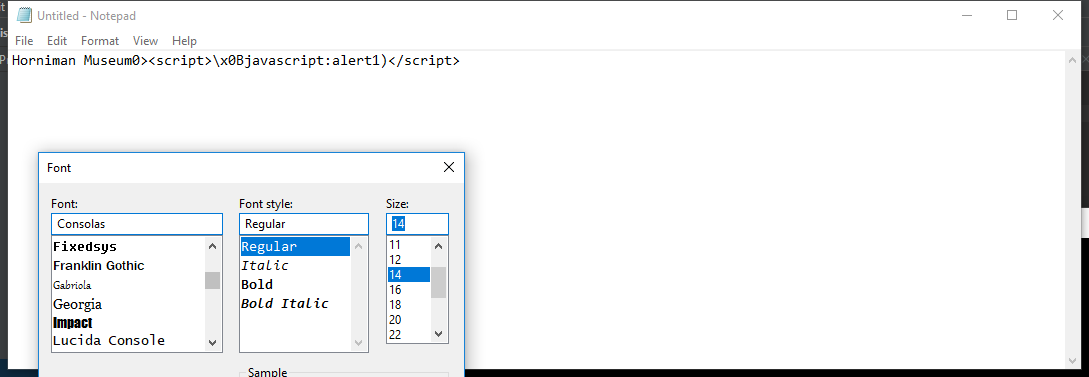 Untitled - Notepad
File Edit Format View Help
Horniman Museum0><script>\x0Bjavascript:alert1)</script>
Font
Font: Font style: Size:
Consolas Regular 14
Fixedsys Regular 11
Franklin Gothic Italic 12
Gabriola Bold 14
Georgia Bold Italic 16
Impact 18
Lucida Console 20
22
Sample